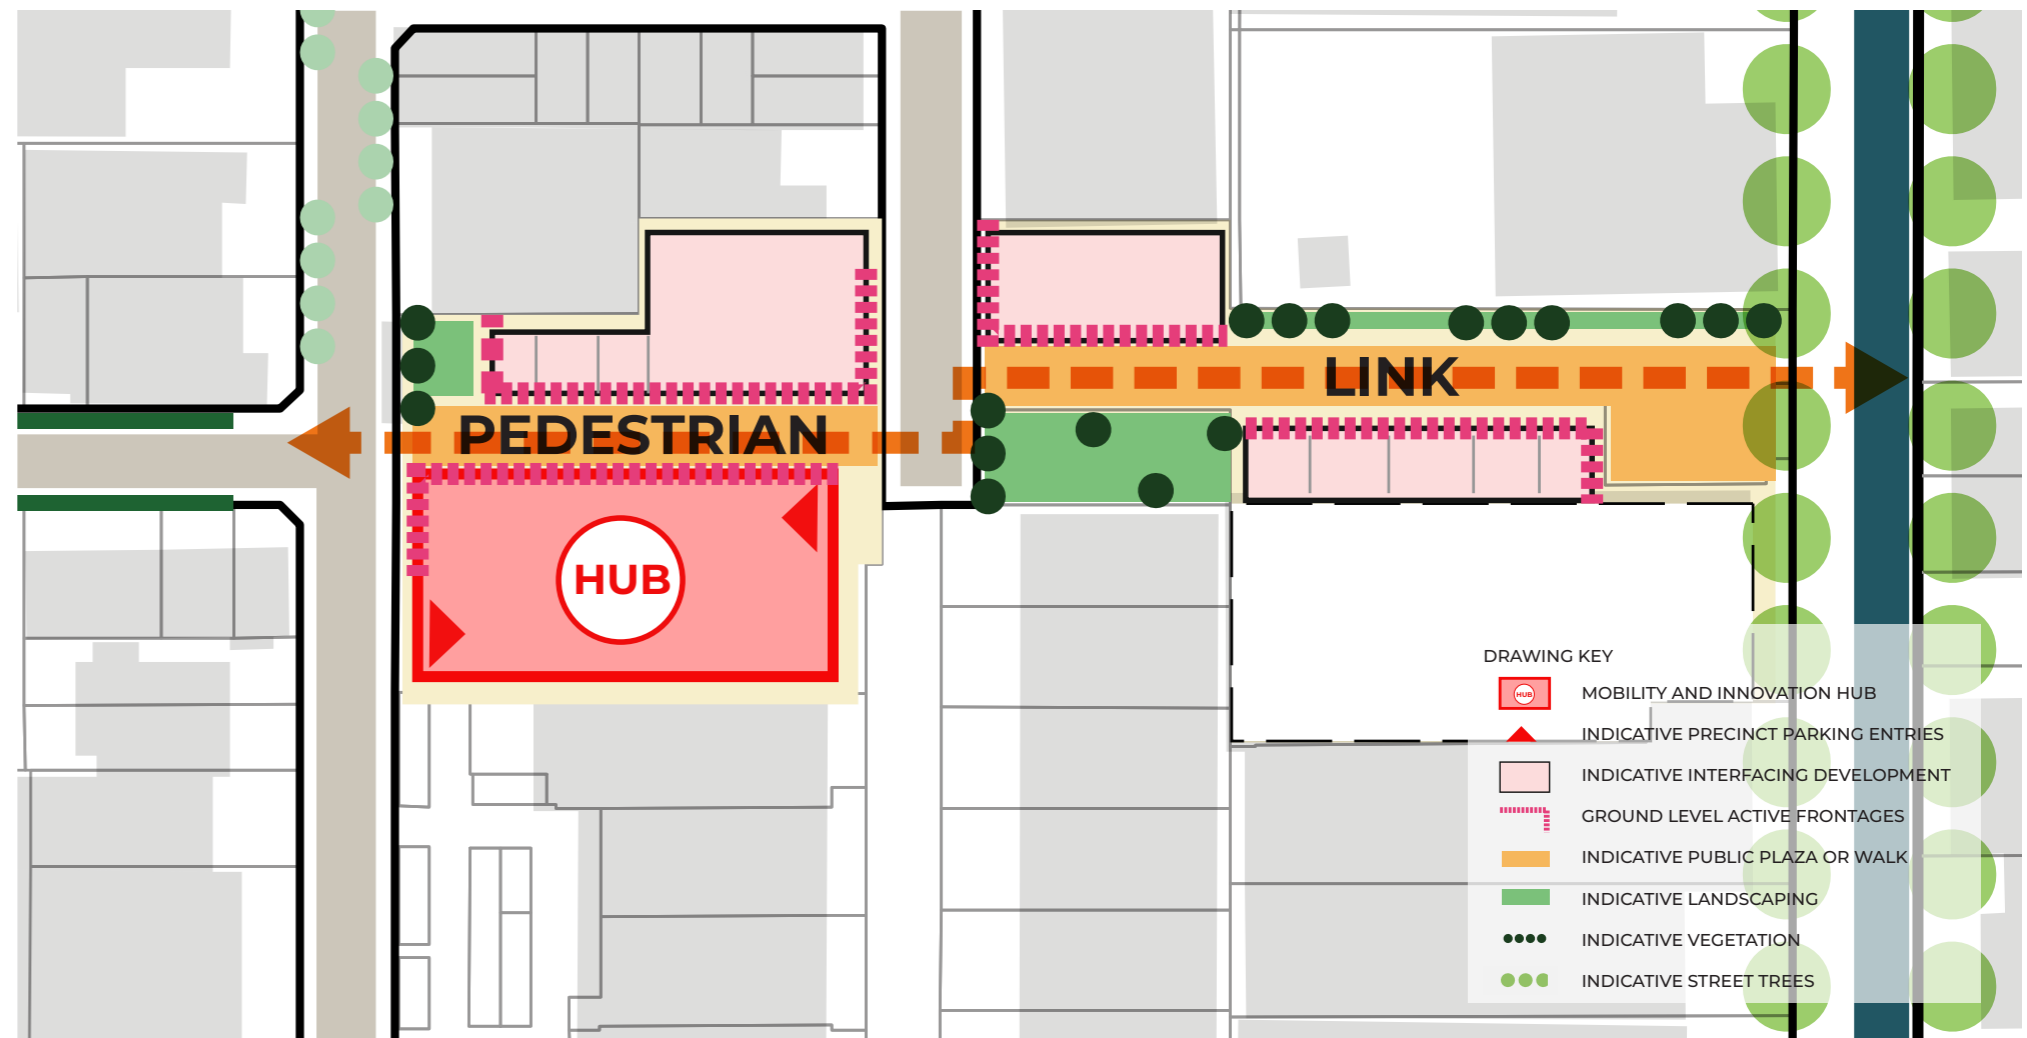 LINK
PEDESTRIAN
HUB
DRAWING KEY
HUB
MOBILITY AND INNOVATION HUB
INDICATIVE PRECINCT PARKING ENTRIES
INDICATIVE INTERFACING DEVELOPMENT
GROUND LEVEL ACTIVE FRONTAGES
INDICATIVE PUBLIC PLAZA OR WALK
INDICATIVE LANDSCAPING
INDICATIVE VEGETATION
INDICATIVE STREET TREES